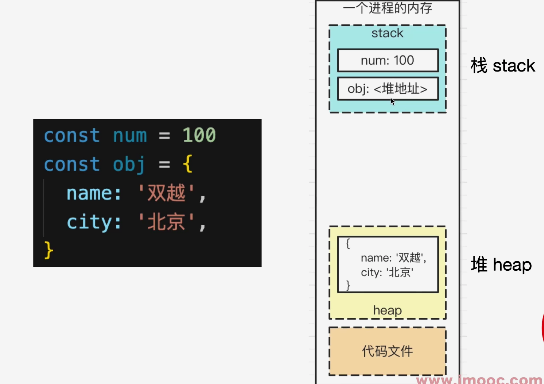 一个进程的内存
stack
num: 100
obj: <堆地址>
栈 stack
const num = 100
const obj = {
name: '双越',
city: '北京',
}
{
name: '双越',
city: '北京'
}
heap
堆 heap
代码文件
www.imooc.com